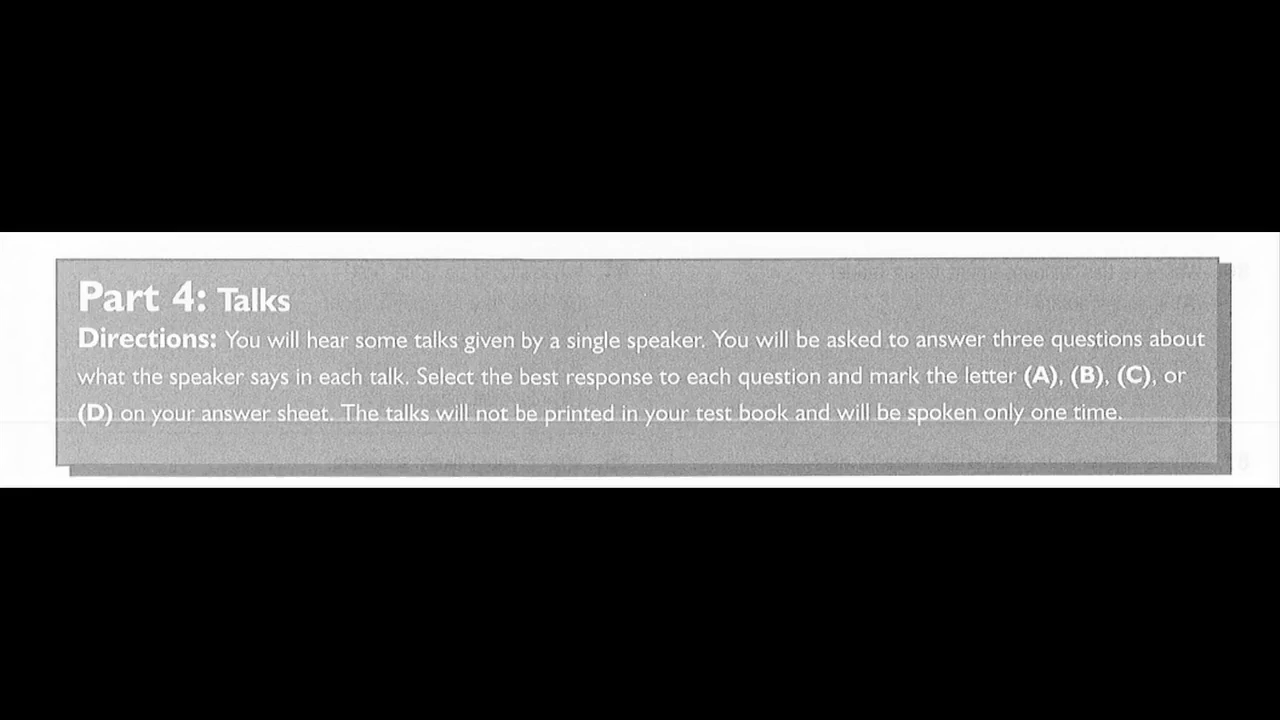 Part 4: Talks
Directions: You will hear some talks given by a single speaker. You will be asked to answer three questions about
what the speaker says in each talk. Select the best response to each question and mark the letter (A), (B), (C), or
(D) on your answer sheet. The talks will not be printed in your test book and will be spoken only one time.